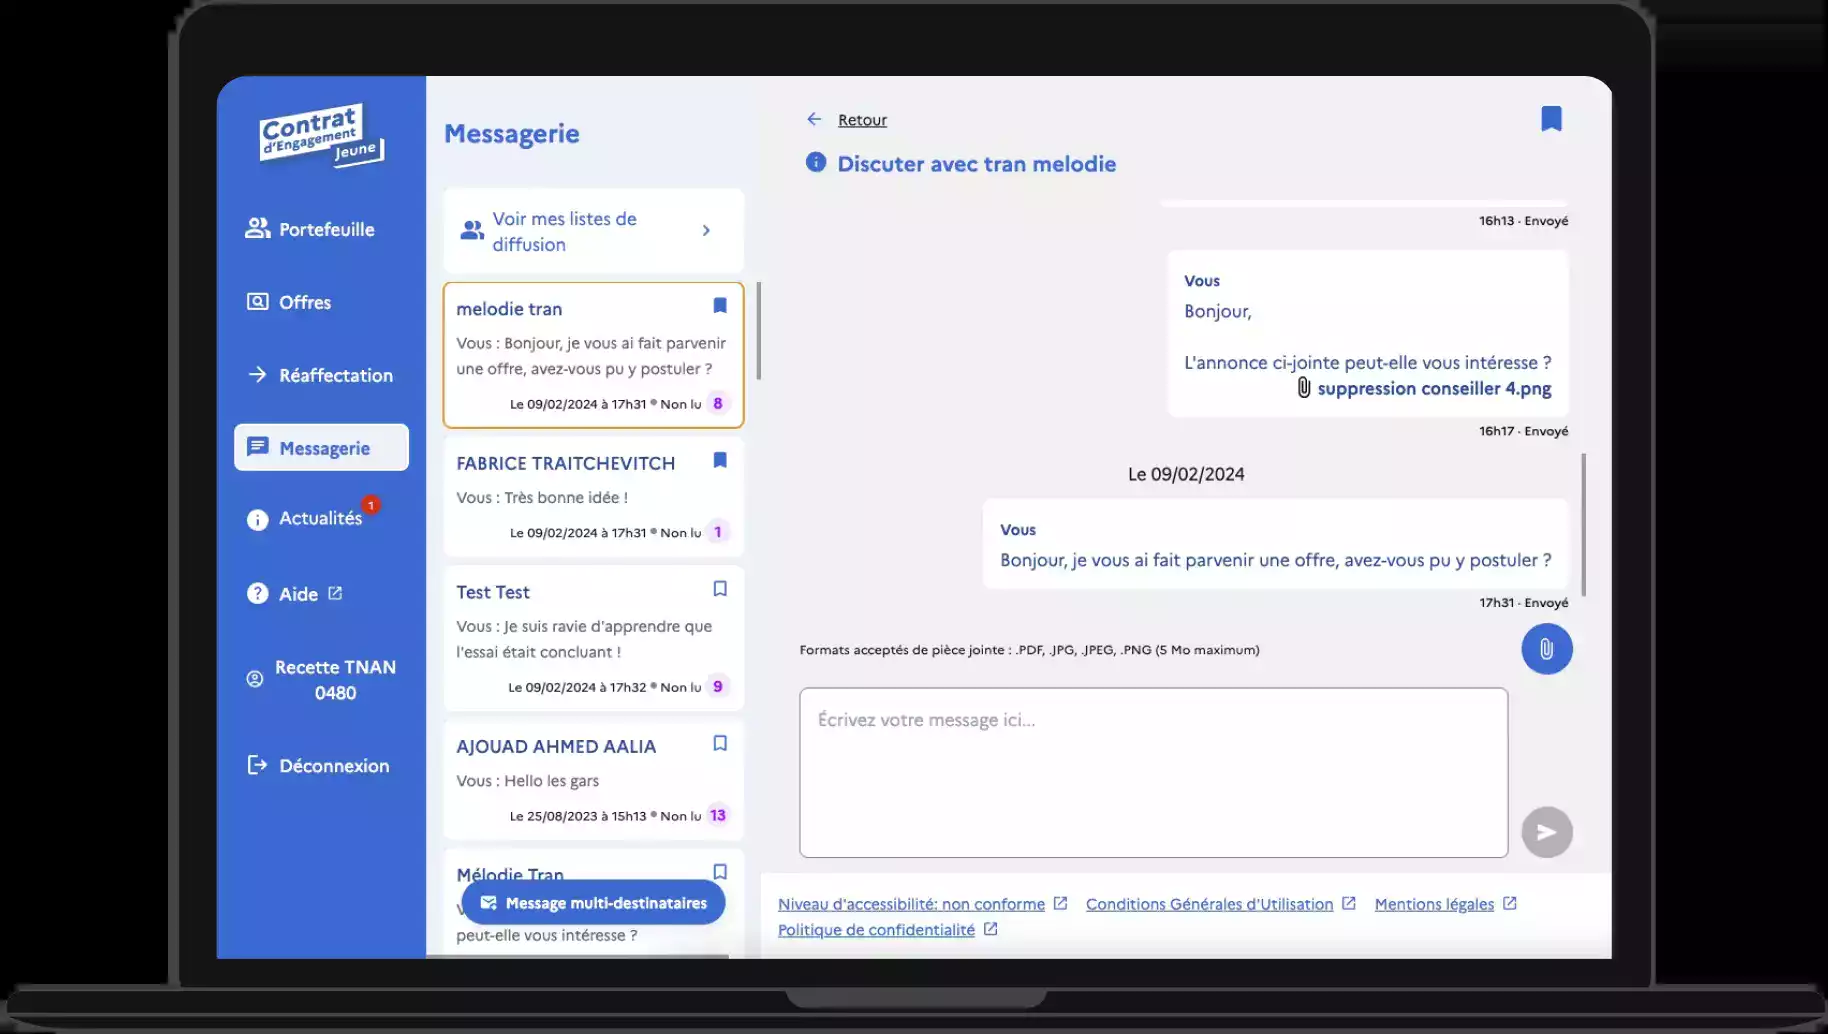 Contrat
d'Engagement
Jeune
Portefeuille
Offres
Réaffectation
Messagerie
Actualités
1
Aide
Recette TNAN
0480
Déconnexion
Messagerie
Voir mes listes de
diffusion
melodie tran
Vous : Bonjour, je vous ai fait parvenir
une offre, avez-vous pu y postuler ?
Le 09/02/2024 à 17h31 • Non lu 8
FABRICE TRAITCHEVITCH
Vous : Très bonne idée !
Le 09/02/2024 à 17h31 • Non lu 1
Test Test
Vous : Je suis ravie d'apprendre que
l'essai était concluant !
Le 09/02/2024 à 17h32 • Non lu 9
AJOUAD AHMED AALIA
Vous : Hello les gars
Le 25/08/2023 à 15h13 • Non lu 13
Mélodie Tran
Message multi-destinataires
peut-elle vous intéresse ?
Retour
Discuter avec tran melodie
16h13 · Envoyé
Vous
Bonjour,
L'annonce ci-jointe peut-elle vous intéresse ?
suppression conseiller 4.png
16h17 · Envoyé
Le 09/02/2024
Vous
Bonjour, je vous ai fait parvenir une offre, avez-vous pu y postuler ?
17h31 · Envoyé
Formats acceptés de pièce jointe : .PDF, .JPG, .JPEG, .PNG (5 Mo maximum)
Écrivez votre message ici...
Niveau d'accessibilité: non conforme Conditions Générales d'Utilisation Mentions légales
Politique de confidentialité